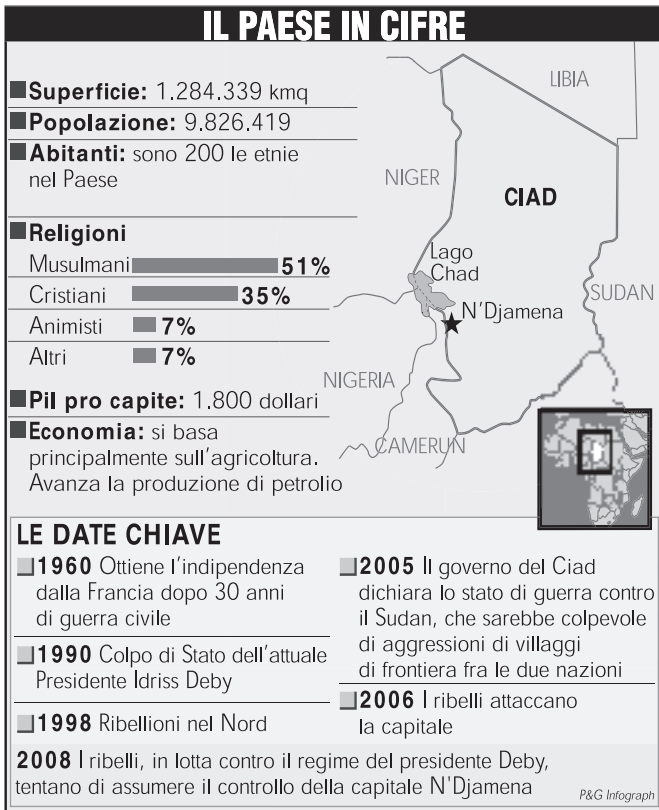 IL PAESE IN CIFRE
Superficie: 1.284.339 kmq
Popolazione: 9.826.419
Abitanti: sono 200 le etnie
nel Paese
Religioni
Musulmani 51%
Cristiani 35%
Animisti 7%
Altri 7%
Pil pro capite: 1.800 dollari
Economia: si basa
principalmente sull'agricoltura.
Avanza la produzione di petrolio
LIBIA
NIGER
CIAD
Lago
Chad
SUDAN
N'Djamena
NIGERIA
CAMERUN
LE DATE CHIAVE
1960 Ottiene l'indipendenza
dalla Francia dopo 30 anni
di guerra civile
1990 Colpo di Stato dell'attuale
Presidente Idriss Deby
1998 Ribellioni nel Nord
2005 Il governo del Ciad
dichiara lo stato di guerra contro
il Sudan, che sarebbe colpevole
di aggressioni di villaggi
di frontiera fra le due nazioni
2006 I ribelli attaccano
la capitale
2008 I ribelli, in lotta contro il regime del presidente Deby,
tentano di assumere il controllo della capitale N'Djamena
P&G Infograph